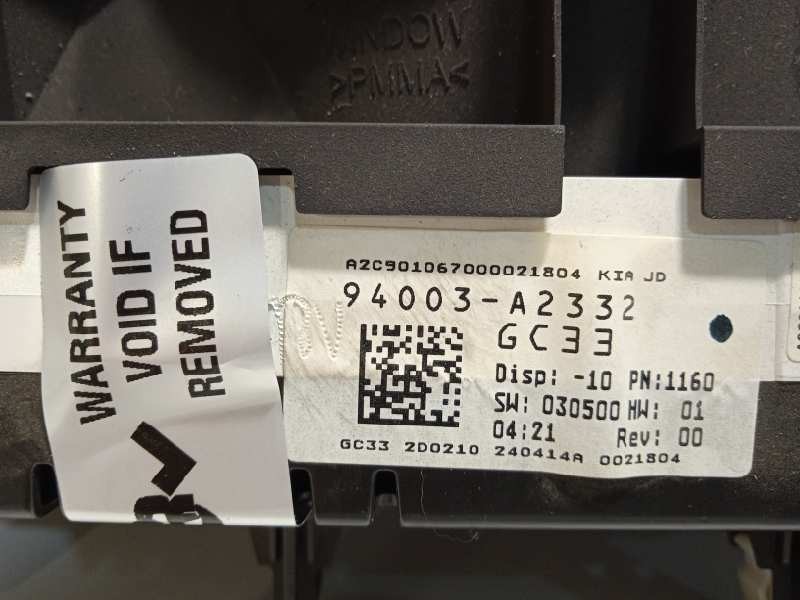 WINDOW
>PMMA<
WARRANTY
VOID IF
REMOVED
A2C901067000021804 KIA JD
94003-A2332
GC33
Disp: -10 PN:1160
SW: 030500 HW: 01
04:21 Rev: 00
GC33 2D0210 240414A 0021804